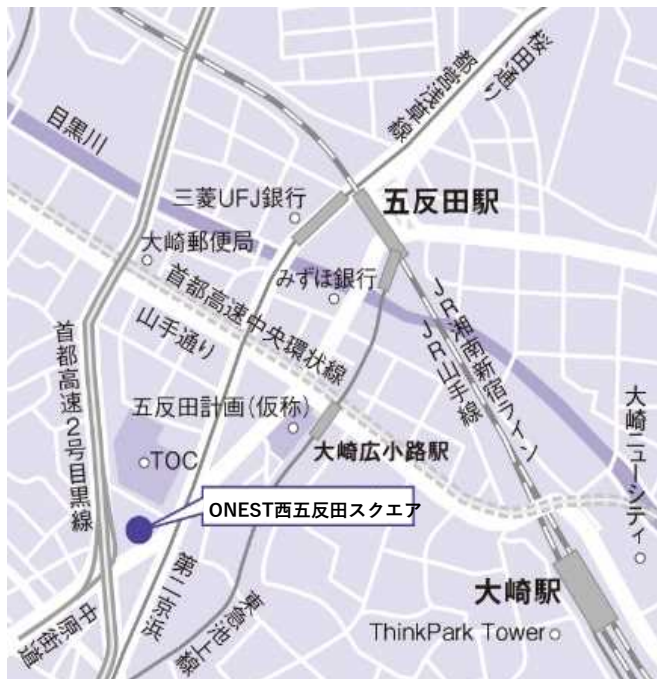 桜田通り
都営浅草線
目黒川
三菱UFJ銀行
五反田駅
大崎郵便局
みずほ銀行
首都高速中央環状線
山手通り
JR湘南新宿ライン
JR山手線
首都高速2号目黒線
五反田計画(仮称)
大崎広小路駅
大崎ニューシティ
TOC
ONEST西五反田スクエア
第二京浜
東急池上線
中原街道
大崎駅
ThinkPark Tower